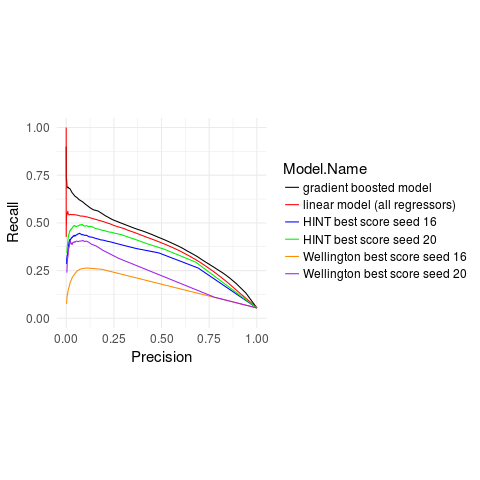 1.00
0.75
0.50
0.25
0.00
Recall
0.00 0.25 0.50 0.75 1.00
Precision
Model.Name
gradient boosted model
linear model (all regressors)
HINT best score seed 16
HINT best score seed 20
Wellington best score seed 16
Wellington best score seed 20